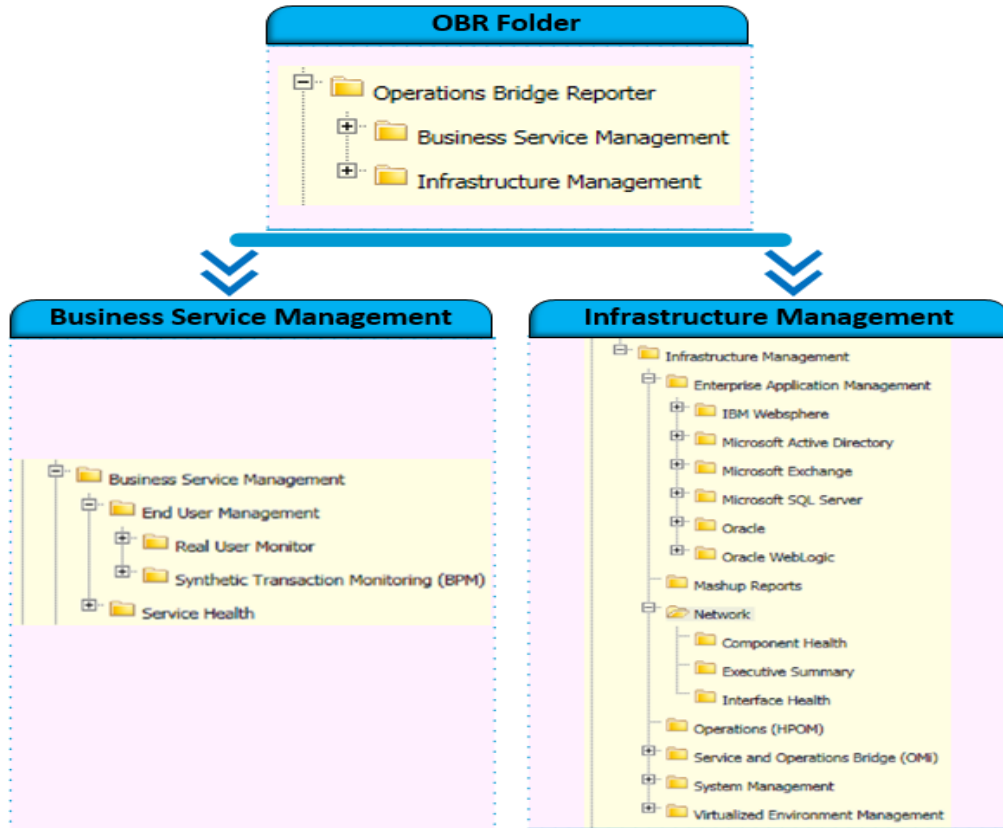 OBR Folder
Operations Bridge Reporter
Business Service Management
Infrastructure Management
Business Service Management
Business Service Management
End User Management
Real User Monitor
Synthetic Transaction Monitoring (BPM)
Service Health
Infrastructure Management
Infrastructure Management
Enterprise Application Management
IBM Websphere
Microsoft Active Directory
Microsoft Exchange
Microsoft SQL Server
Oracle
Oracle WebLogic
Mashup Reports
Network
Component Health
Executive Summary
Interface Health
Operations (HPOM)
Service and Operations Bridge (OMi)
System Management
Virtualized Environment Management